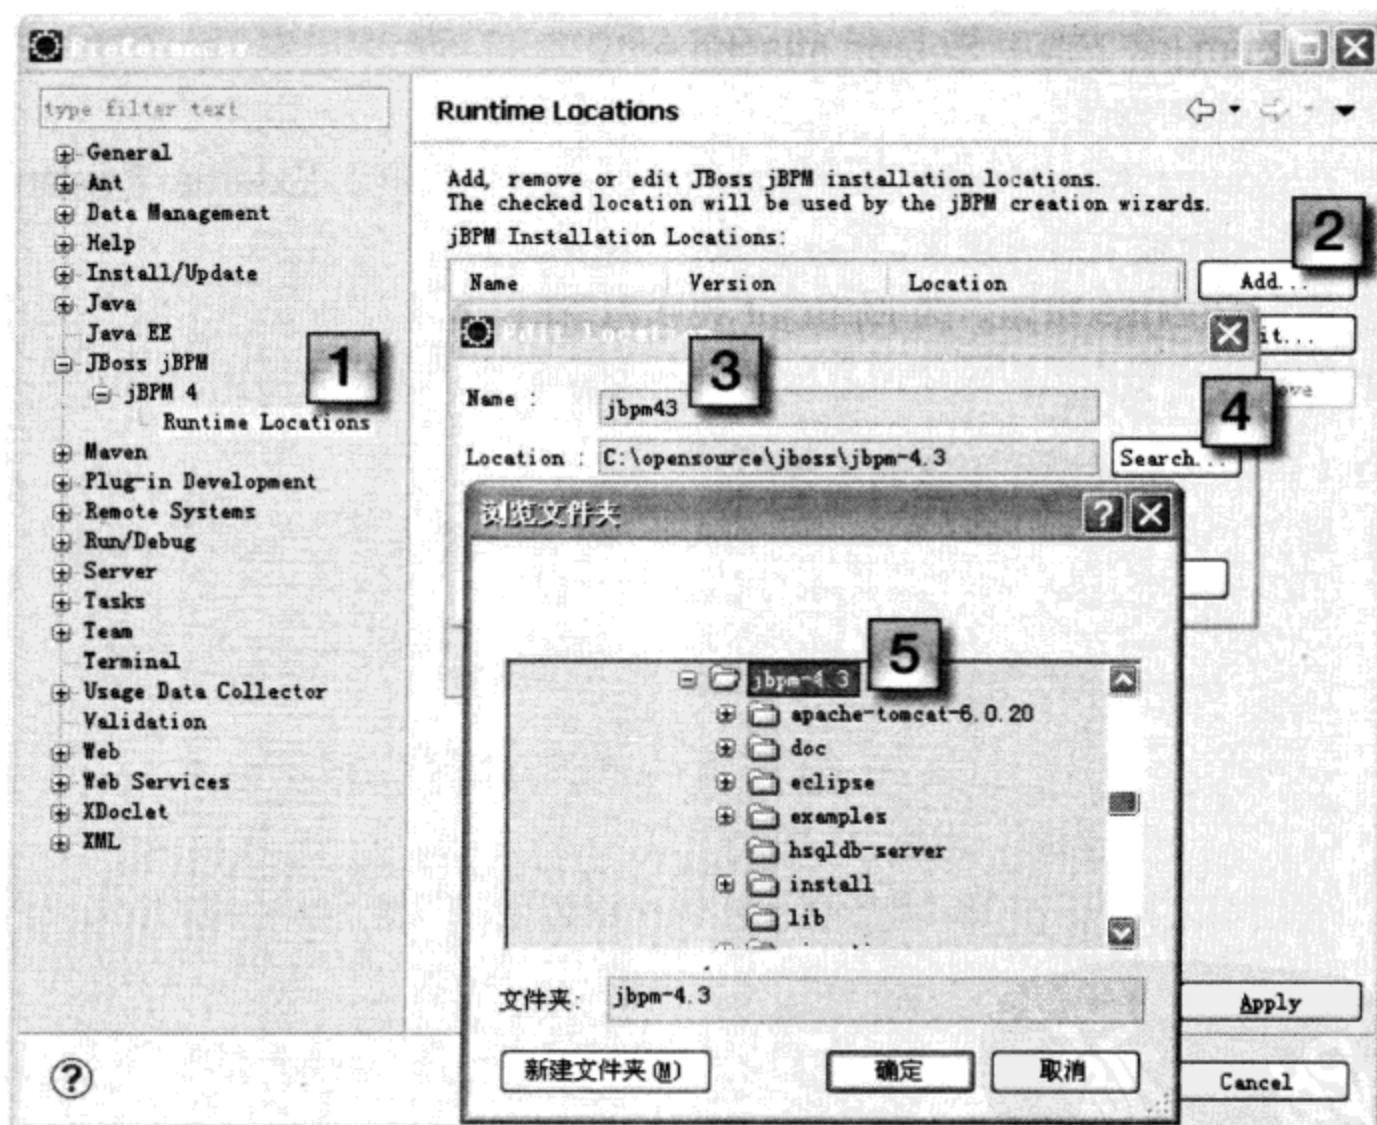 Preferences
type filter text
General
Ant
Data Management
Help
Install/Update
Java
Java EE
JBoss jBPM
jBPM 4
Runtime Locations
Maven
Plug-in Development
Remote Systems
Run/Debug
Server
Tasks
Team
Terminal
Usage Data Collector
Validation
Web
Web Services
XDoclet
XML
1
Runtime Locations
Add, remove or edit JBoss jBPM installation locations.
The checked location will be used by the jBPM creation wizards.
jBPM Installation Locations:
2
Name Version Location
Add...
Edit Locati
it...
ove
3
Name :
jbpm43
4
Location : C:\opensource\jboss\jbpm-4.3
Search...
浏览文件夹
5
jbpm-4.3
apache-tomcat-6.0.20
doc
eclipse
examples
hsqldb-server
install
lib
文件夹: jbpm-4.3
新建文件夹(M) 确定 取消
Apply
Cancel